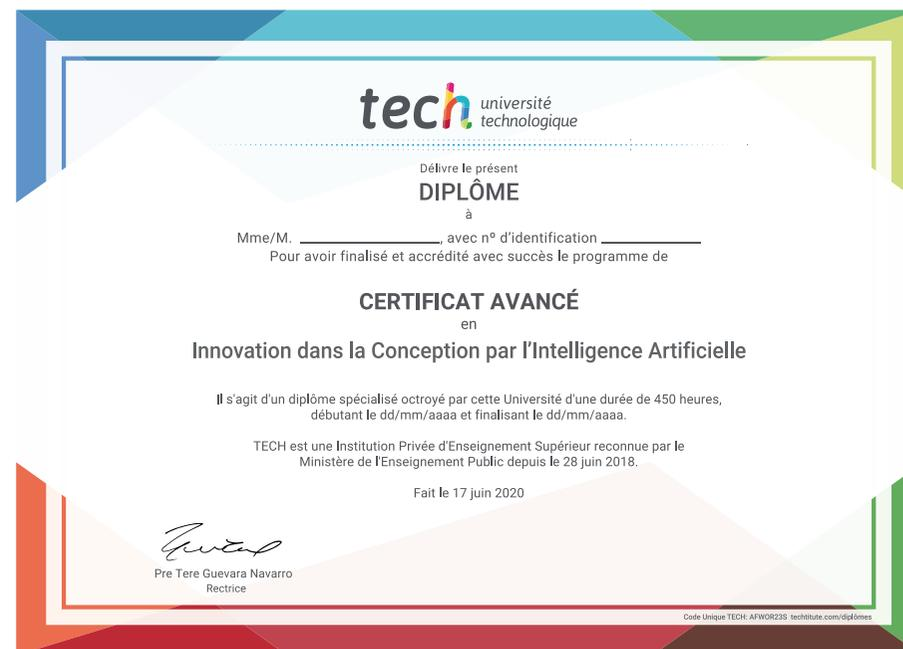 tech université
technologique
Délivre le présent
DIPLÔME
à
Mme/M. ____________________, avec nº d’identification ______________
Pour avoir finalisé et accrédité avec succès le programme de
CERTIFICAT AVANCÉ
en
Innovation dans la Conception par l’Intelligence Artificielle
Il s'agit d'un diplôme spécialisé octroyé par cette Université d'une durée de 450 heures,
débutant le dd/mm/aaaa et finalisant le dd/mm/aaaa.
TECH est une Institution Privée d'Enseignement Supérieur reconnue par le
Ministère de l'Enseignement Public depuis le 28 juin 2018.
Fait le 17 juin 2020
Pre Tere Guevara Navarro
Rectrice
Code Unique TECH: AFWOR23S techtitute.com/diplômes